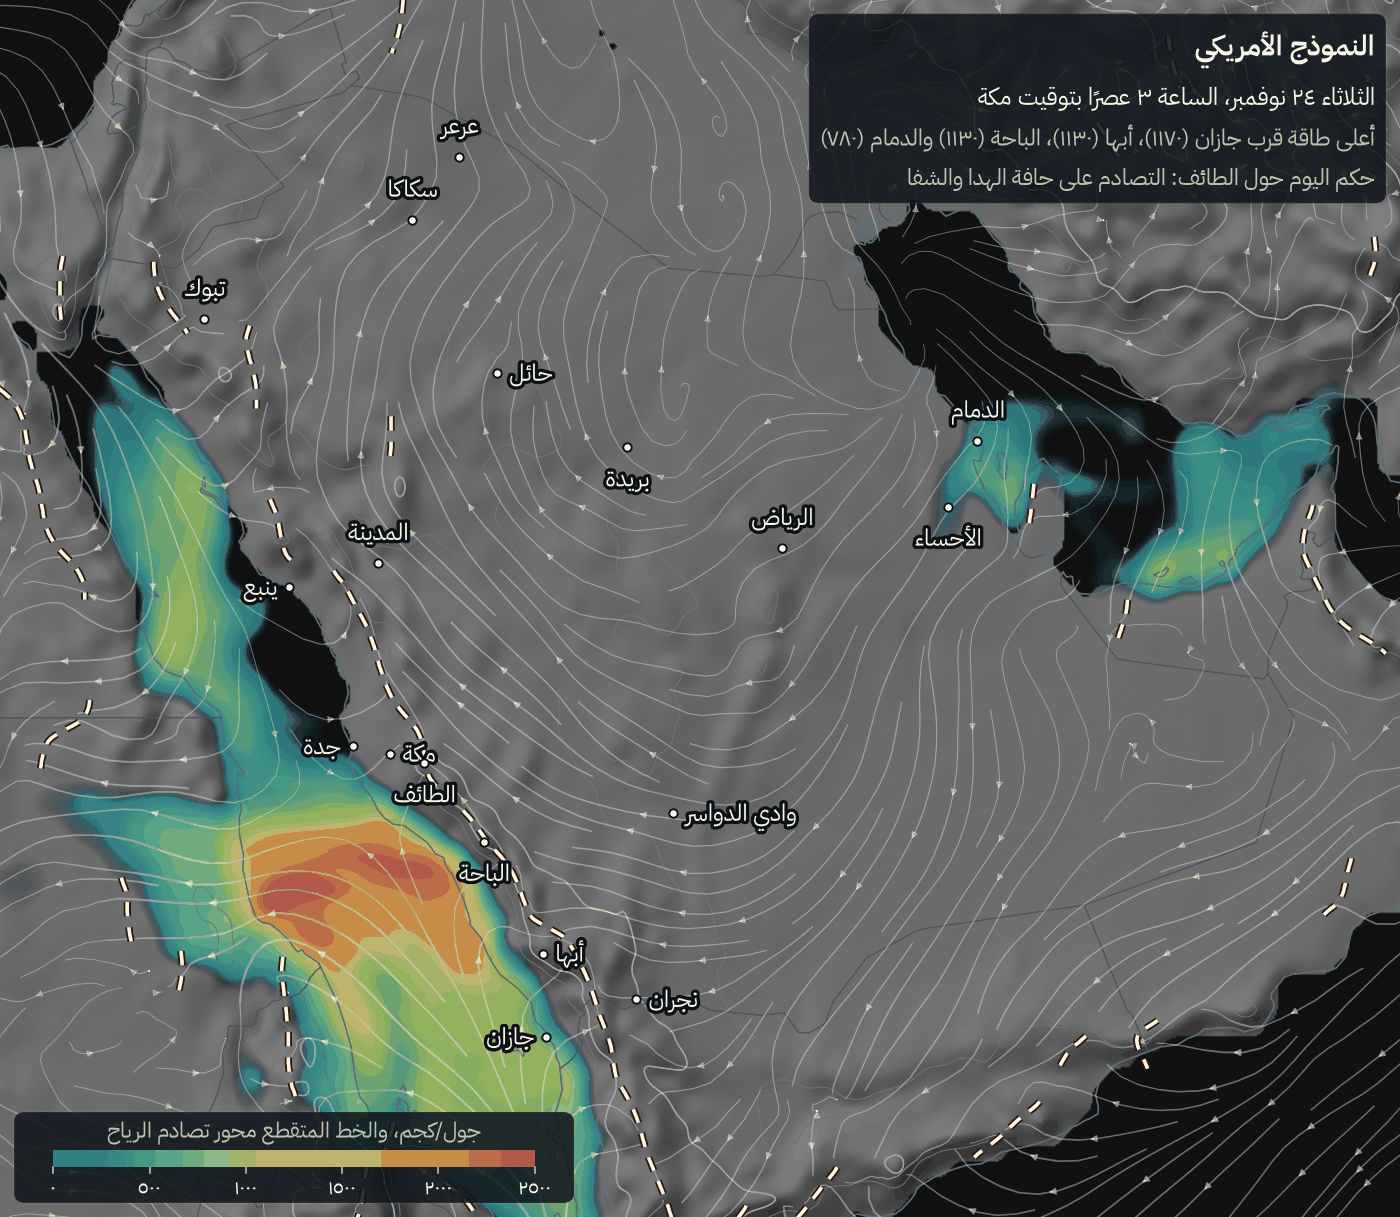 النموذج الأمريكي
الثلاثاء ٢٤ نوفمبر، الساعة ٣ عصرًا بتوقيت مكة
أعلى طاقة قرب جازان (١١٧٠)، أبها (١١٣٠)، الباحة (١١٣٠) والدمام (٧٨٠)
حكم اليوم حول الطائف: التصادم على حافة الهدا والشفا
عرعر
سكاكا
تبوك
حائل
الدمام
بريدة
الرياض
الأحساء
المدينة
ينبع
جدة
مكة
الطائف
وادي الدواسر
الباحة
أبها
نجران
جازان
جول/كجم، والخط المتقطع محور تصادم الرياح
٠ ٥٠٠ ١٠٠٠ ١٥٠٠ ٢٠٠٠ ٢٥٠٠